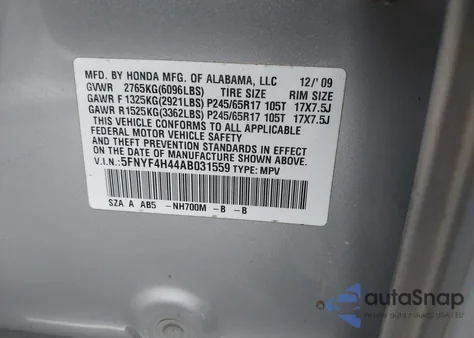 MFD. BY HONDA MFG. OF ALABAMA, LLC 12/'09
GVWR 2765KG(6096LBS) TIRE SIZE RIM SIZE
GAWR F 1325KG(2921LBS) P245/65R17 105T 17X7.5J
GAWR R 1525KG(3362LBS) P245/65R17 105T 17X7.5J
THIS VEHICLE CONFORMS TO ALL APPLICABLE
FEDERAL MOTOR VEHICLE SAFETY
AND THEFT PREVENTION STANDARDS IN EFFECT
ON THE DATE OF MANUFACTURE SHOWN ABOVE.
V.I.N.:5FNYF4H44AB031559 TYPE: MPV
SZA A AB5 -NH700M -B -B
autoSnap